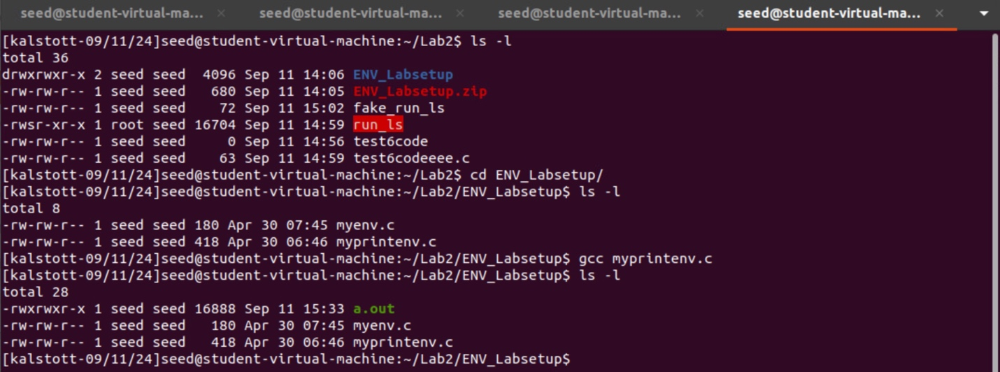 seed@student-virtual-ma... × seed@student-virtual-ma... × seed@student-virtual-ma... × seed@student-virtual-ma... ×
[kalstott-09/11/24]seed@student-virtual-machine:~/Lab2$ ls -l
total 36
drwxrwxr-x 2 seed seed  4096 Sep 11 14:06 ENV_Labsetup
-rw-rw-r-- 1 seed seed   680 Sep 11 14:05 ENV_Labsetup.zip
-rw-rw-r-- 1 seed seed    72 Sep 11 15:02 fake_run_ls
-rwsr-xr-x 1 root seed 16704 Sep 11 14:59 run_ls
-rw-rw-r-- 1 seed seed     0 Sep 11 14:56 test6code
-rw-rw-r-- 1 seed seed    63 Sep 11 14:59 test6codeeee.c
[kalstott-09/11/24]seed@student-virtual-machine:~/Lab2$ cd ENV_Labsetup/
[kalstott-09/11/24]seed@student-virtual-machine:~/Lab2/ENV_Labsetup$ ls -l
total 8
-rw-rw-r-- 1 seed seed 180 Apr 30 07:45 myenv.c
-rw-rw-r-- 1 seed seed 418 Apr 30 06:46 myprintenv.c
[kalstott-09/11/24]seed@student-virtual-machine:~/Lab2/ENV_Labsetup$ gcc myprintenv.c
[kalstott-09/11/24]seed@student-virtual-machine:~/Lab2/ENV_Labsetup$ ls -l
total 28
-rwxrwxr-x 1 seed seed 16888 Sep 11 15:33 a.out
-rw-rw-r-- 1 seed seed   180 Apr 30 07:45 myenv.c
-rw-rw-r-- 1 seed seed   418 Apr 30 06:46 myprintenv.c
[kalstott-09/11/24]seed@student-virtual-machine:~/Lab2/ENV_Labsetup$